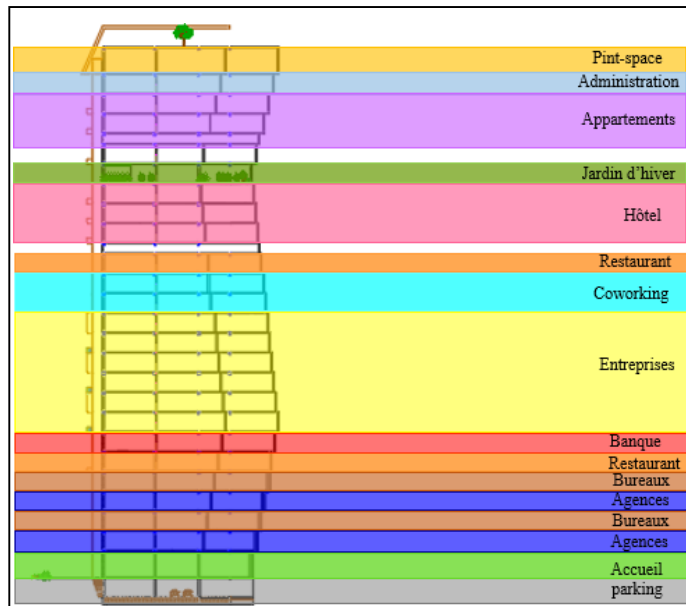 Pint-space
Administration
Appartements
Jardin d'hiver
Hôtel
Restaurant
Coworking
Entreprises
Banque
Restaurant
Bureaux
Agences
Bureaux
Agences
Accueil
parking